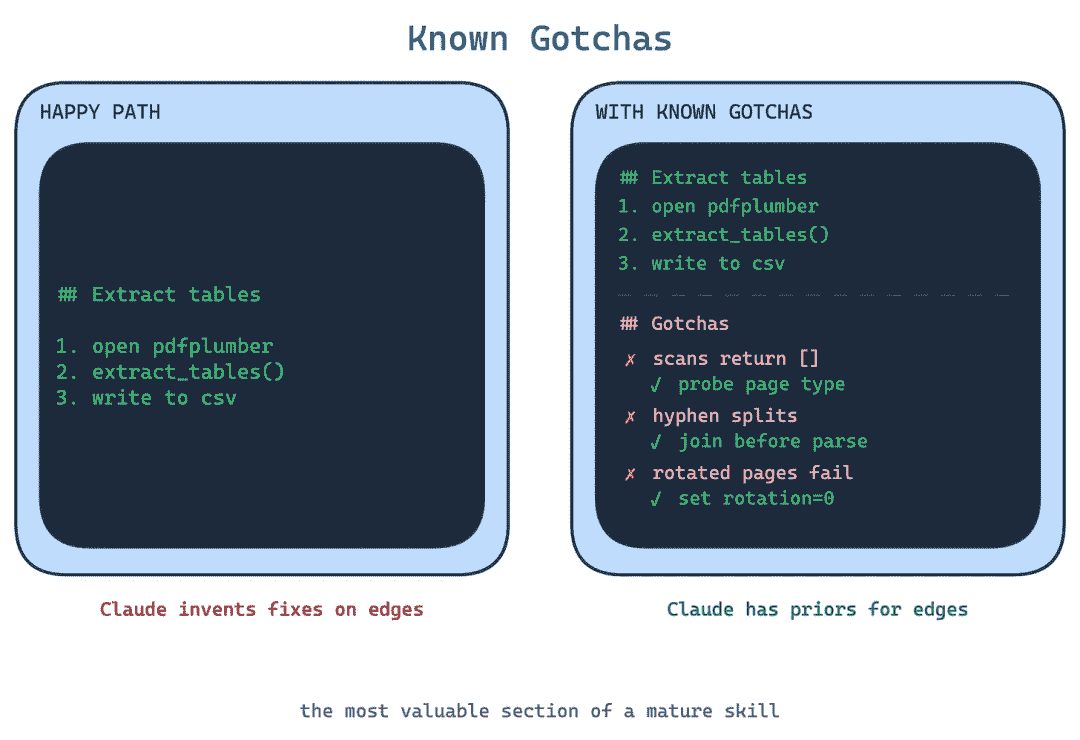 Known Gotchas
HAPPY PATH
## Extract tables
1. open pdfplumber
2. extract_tables()
3. write to csv
Claude invents fixes on edges
WITH KNOWN GOTCHAS
## Extract tables
1. open pdfplumber
2. extract_tables()
3. write to csv
## Gotchas
✗ scans return []
✓ probe page type
✗ hyphen splits
✓ join before parse
✗ rotated pages fail
✓ set rotation=0
Claude has priors for edges
the most valuable section of a mature skill